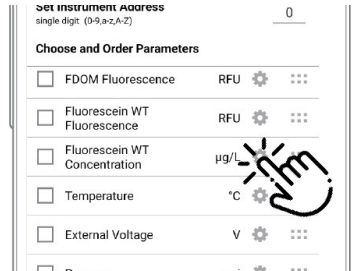 Set Instrument Address
single digit (0-9,a-z,A-Z)
0
Choose and Order Parameters
FDOM Fluorescence RFU
Fluorescein WT
Fluorescence RFU
Fluorescein WT
Concentration µg/L
Temperature °C
External Voltage V